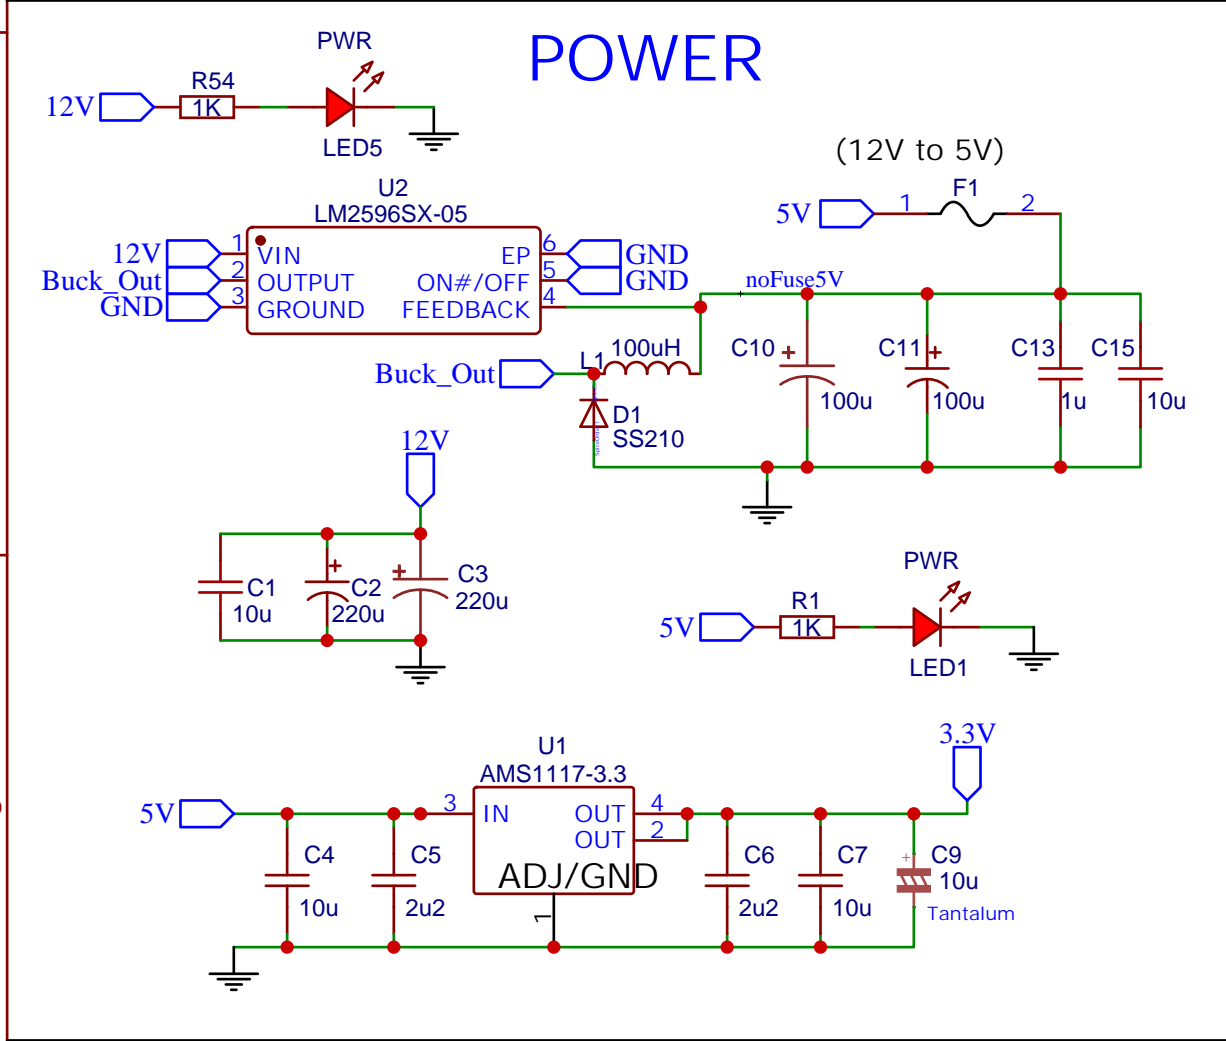 POWER
PWR
R54
12V
1K
LED5
(12V to 5V)
U2
LM2596SX-05
F1
5V
1
2
12V
1
VIN
EP
6
GND
Buck_Out
2
OUTPUT
ON#/OFF
5
GND
GND
3
GROUND
FEEDBACK
4
noFuse5V
L1
100uH
Buck_Out
D1
SS210
C10
+
100u
C11
+
100u
C13
1u
C15
10u
12V
C1
10u
+
C2
220u
+
C3
220u
PWR
R1
5V
1K
LED1
3.3V
U1
AMS1117-3.3
5V
3
IN
OUT
4
OUT
2
ADJ/GND
1
C4
10u
C5
2u2
C6
2u2
C7
10u
+
C9
10u
Tantalum